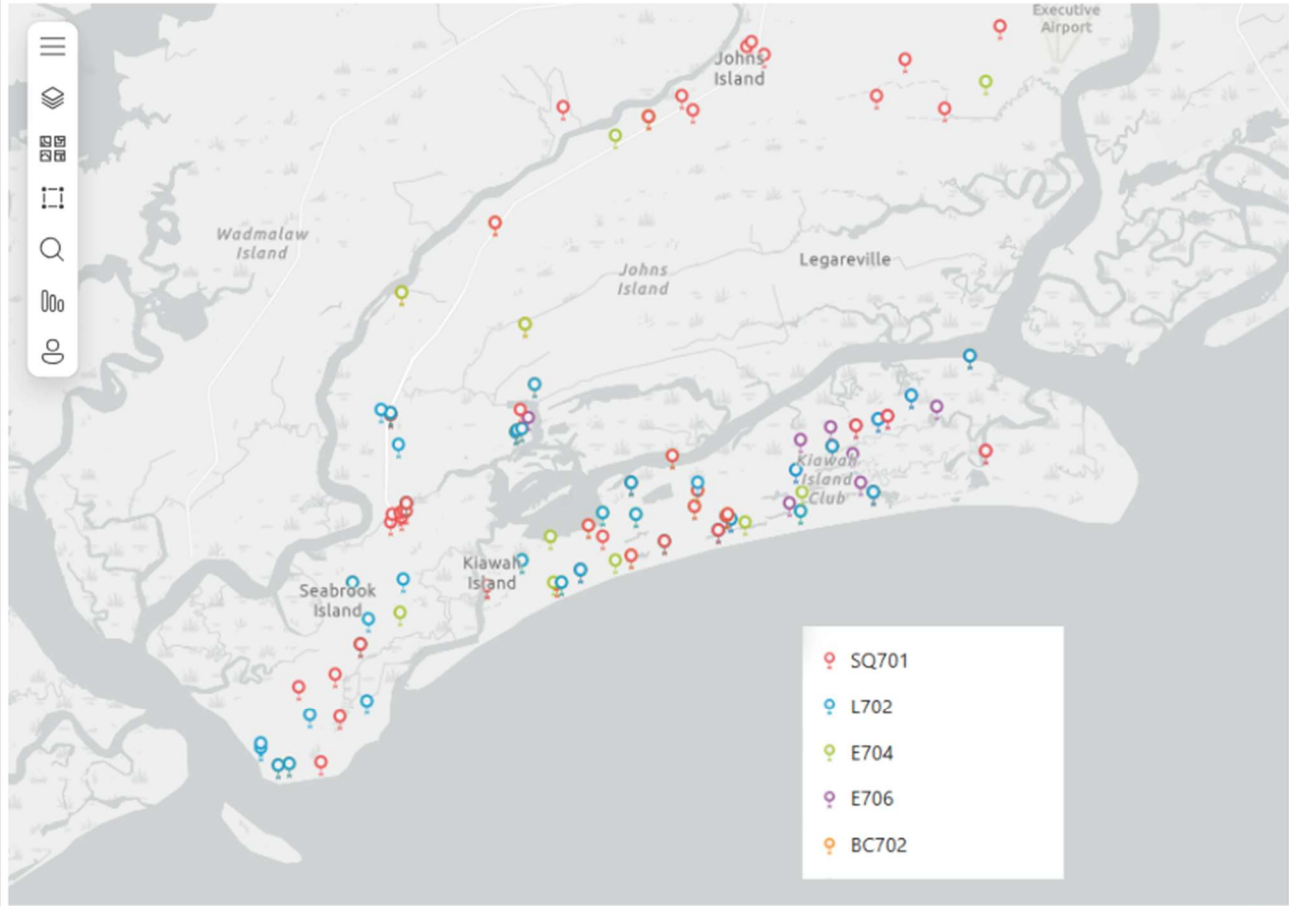 Executive
Airport
Johns
Island
Wadmalaw
Island
Legareville
Johns
Island
Kiawah
Island
Club
Kiawah
Island
Seabrook
Island
SQ701
L702
E704
E706
BC702